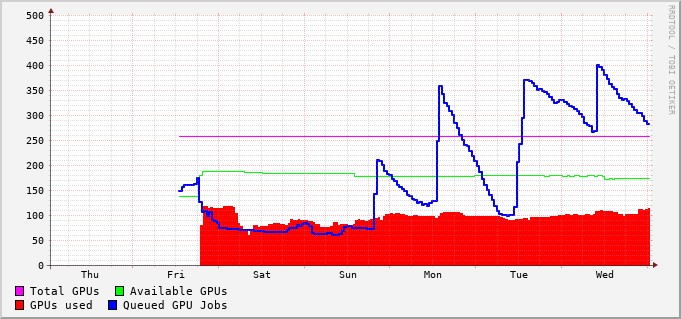 500
450
400
350
300
250
200
150
100
50
0
Thu Fri Sat Sun Mon Tue Wed
Total GPUs Available GPUs
GPUs used Queued GPU Jobs
RRDTOOL / TOBI OETIKER